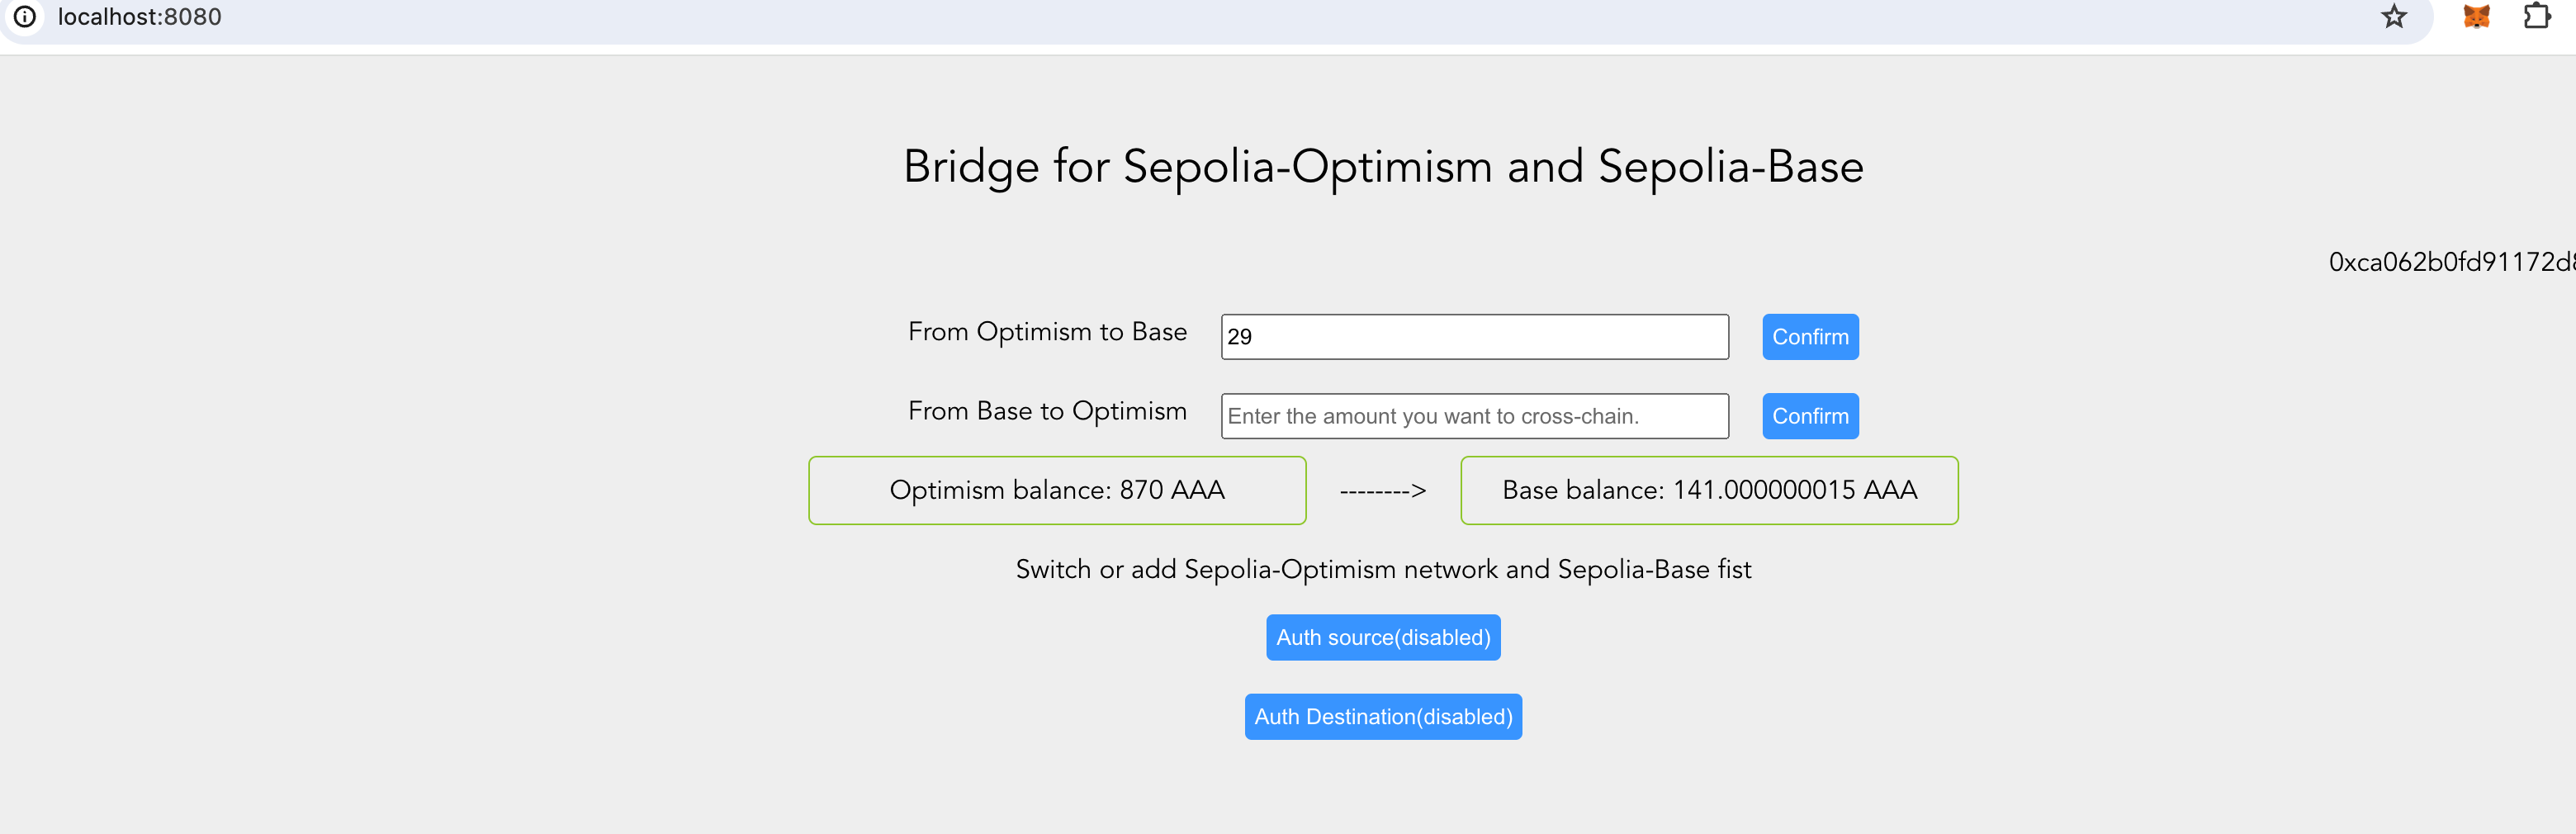 localhost:8080
Bridge for Sepolia-Optimism and Sepolia-Base
0xca062b0fd91172d
From Optimism to Base 29 Confirm
From Base to Optimism Enter the amount you want to cross-chain. Confirm
Optimism balance: 870 AAA --------> Base balance: 141.000000015 AAA
Switch or add Sepolia-Optimism network and Sepolia-Base fist
Auth source(disabled)
Auth Destination(disabled)